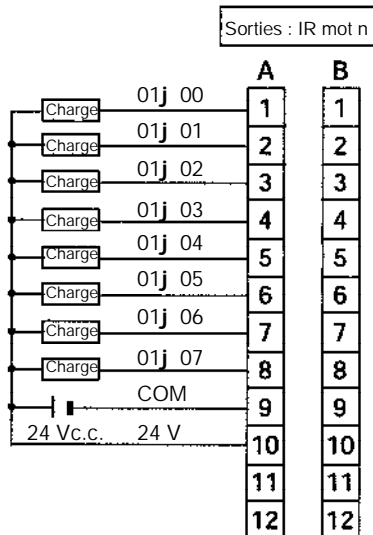 Sorties : IR mot n
A B
Charge 01j 00 1 1
Charge 01j 01 2 2
Charge 01j 02 3 3
Charge 01j 03 4 4
Charge 01j 04 5 5
Charge 01j 05 6 6
Charge 01j 06 7 7
Charge 01j 07 8 8
COM 9 9
24 Vc.c. 24 V 10 10
11 11
12 12